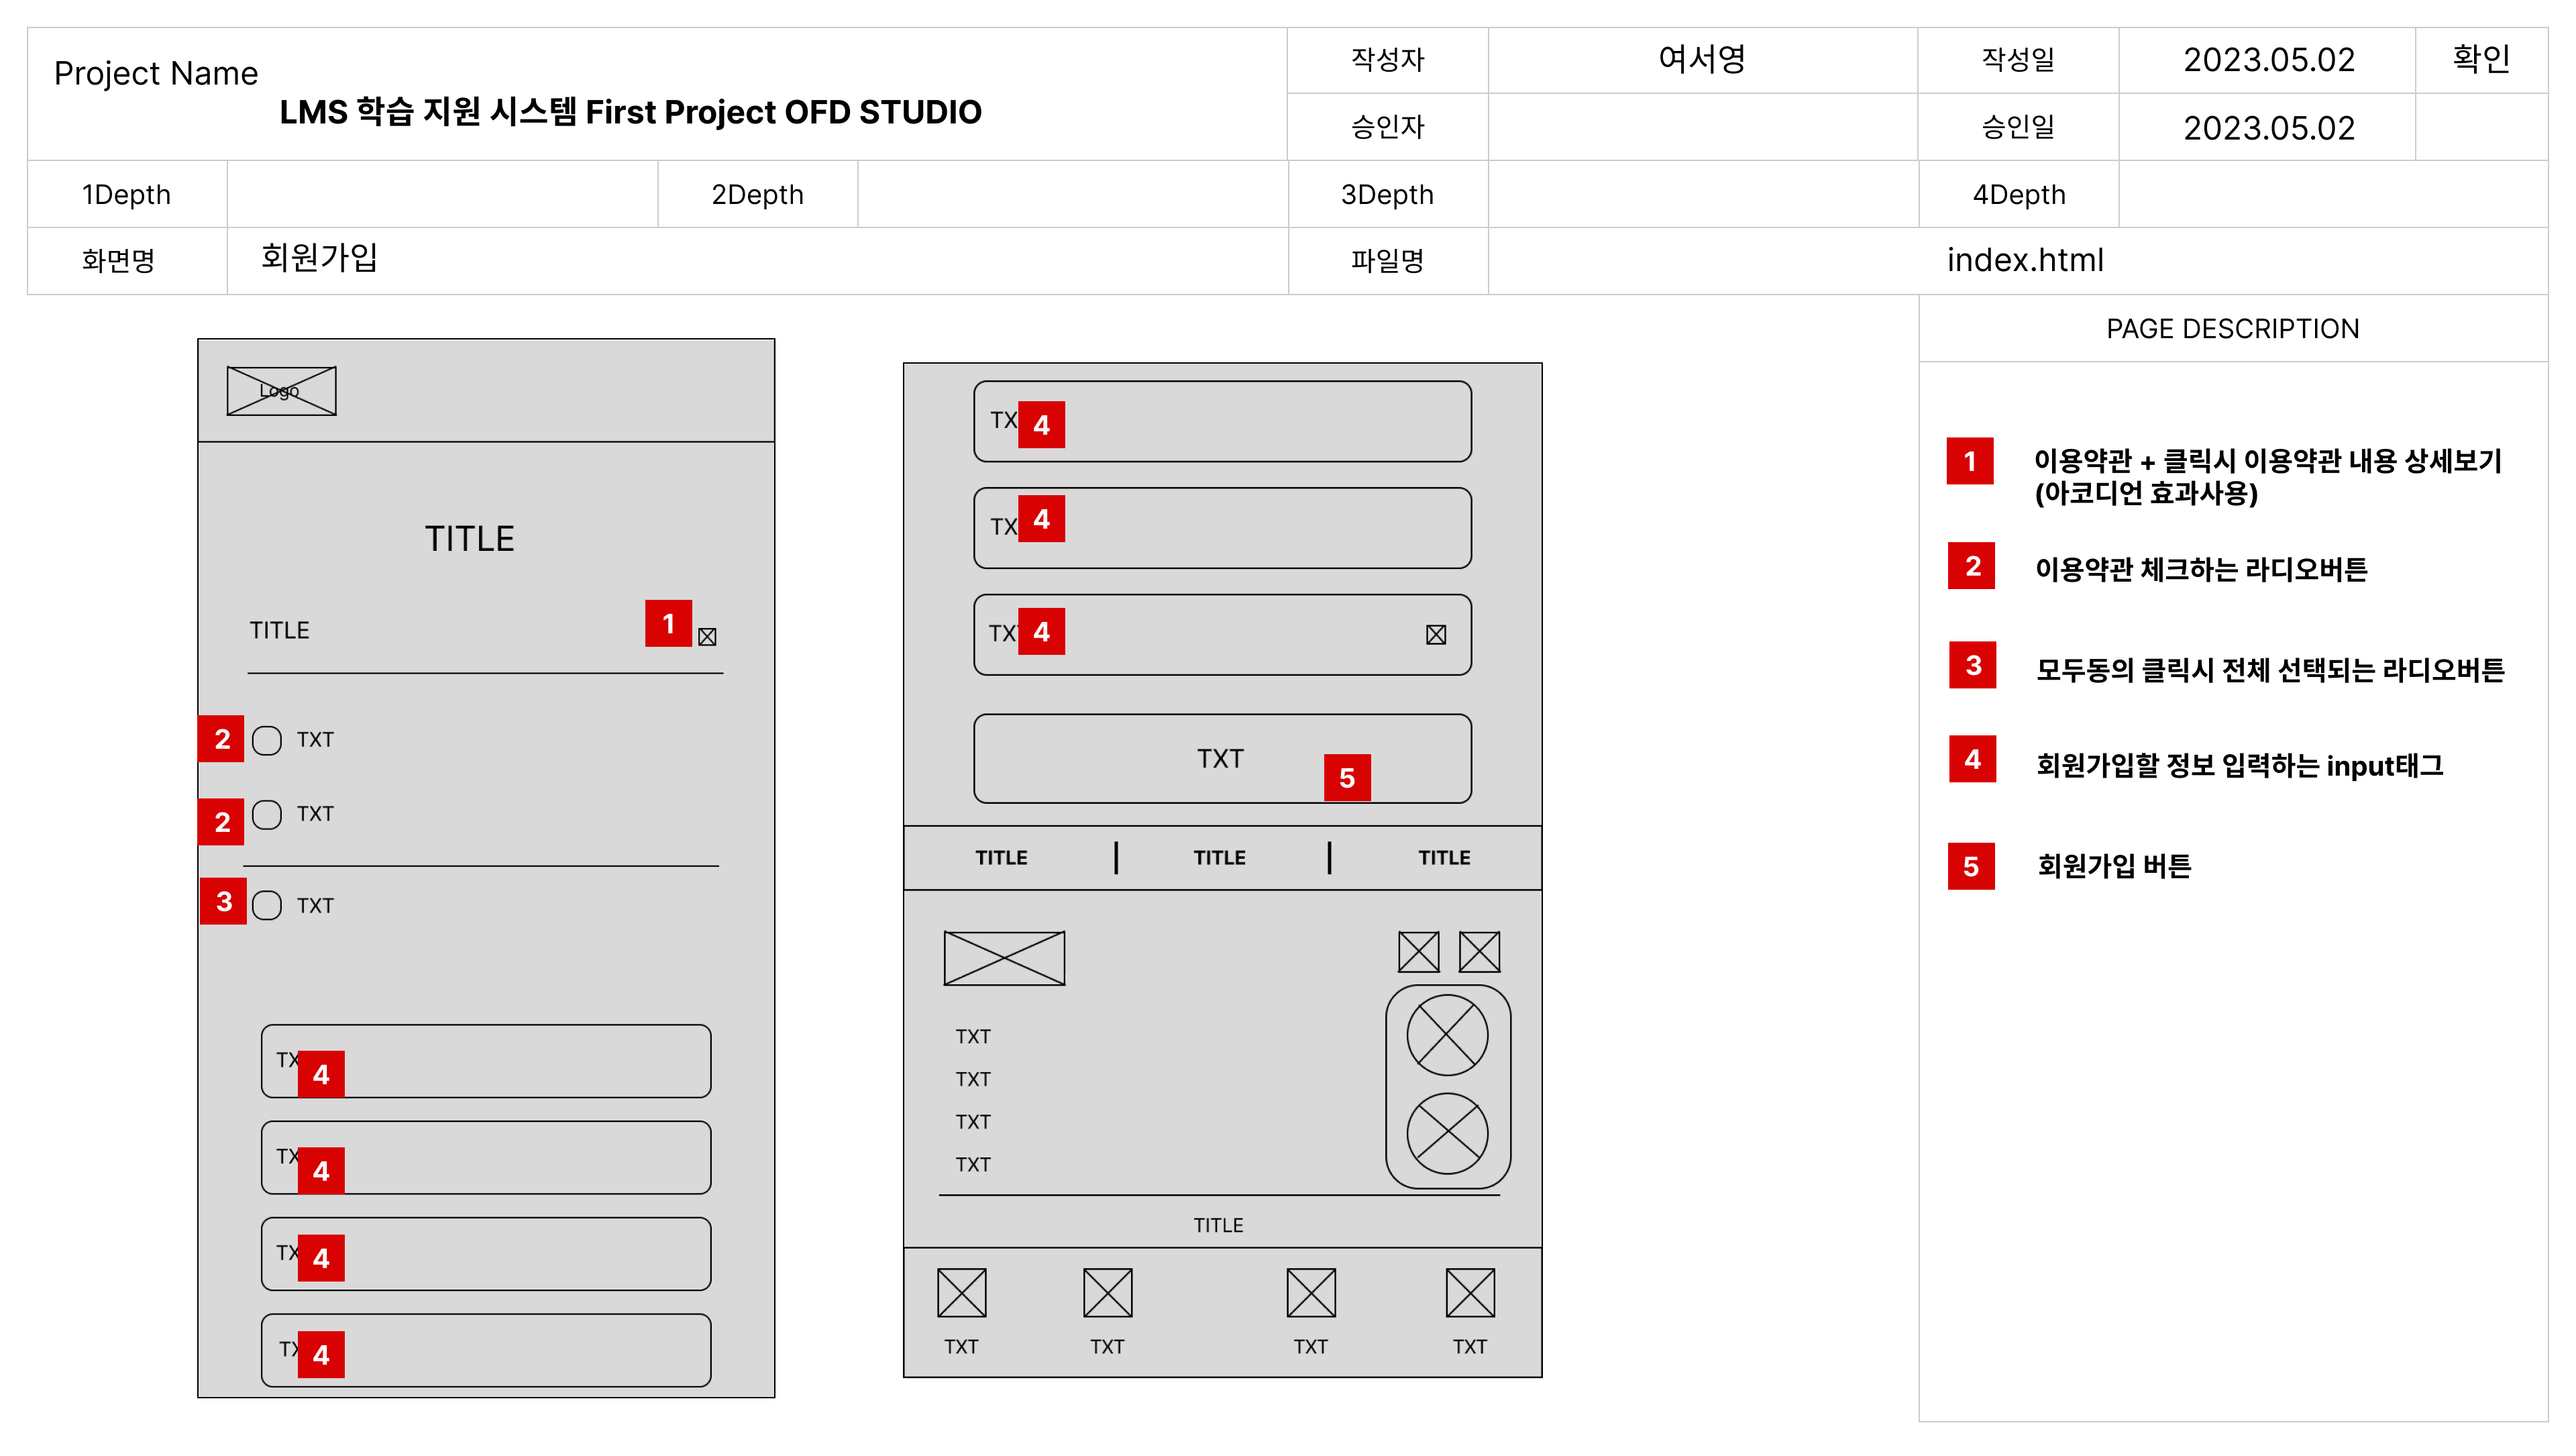 Project Name
LMS 학습 지원 시스템 First Project OFD STUDIO
작성자
여서영
작성일
2023.05.02
확인
승인자
승인일
2023.05.02
1Depth
2Depth
3Depth
4Depth
화면명
회원가입
파일명
index.html
Logo
TITLE
TITLE
1
2
TXT
2
TXT
3
TXT
TX
4
TX
4
TX
4
TX
4
TX
4
TX
4
TX
4
TXT
5
TITLE
TITLE
TITLE
TXT
TXT
TXT
TXT
TITLE
TXT
TXT
TXT
TXT
PAGE DESCRIPTION
1
이용약관 + 클릭시 이용약관 내용 상세보기
(아코디언 효과사용)
2
이용약관 체크하는 라디오버튼
3
모두동의 클릭시 전체 선택되는 라디오버튼
4
회원가입할 정보 입력하는 input태그
5
회원가입 버튼